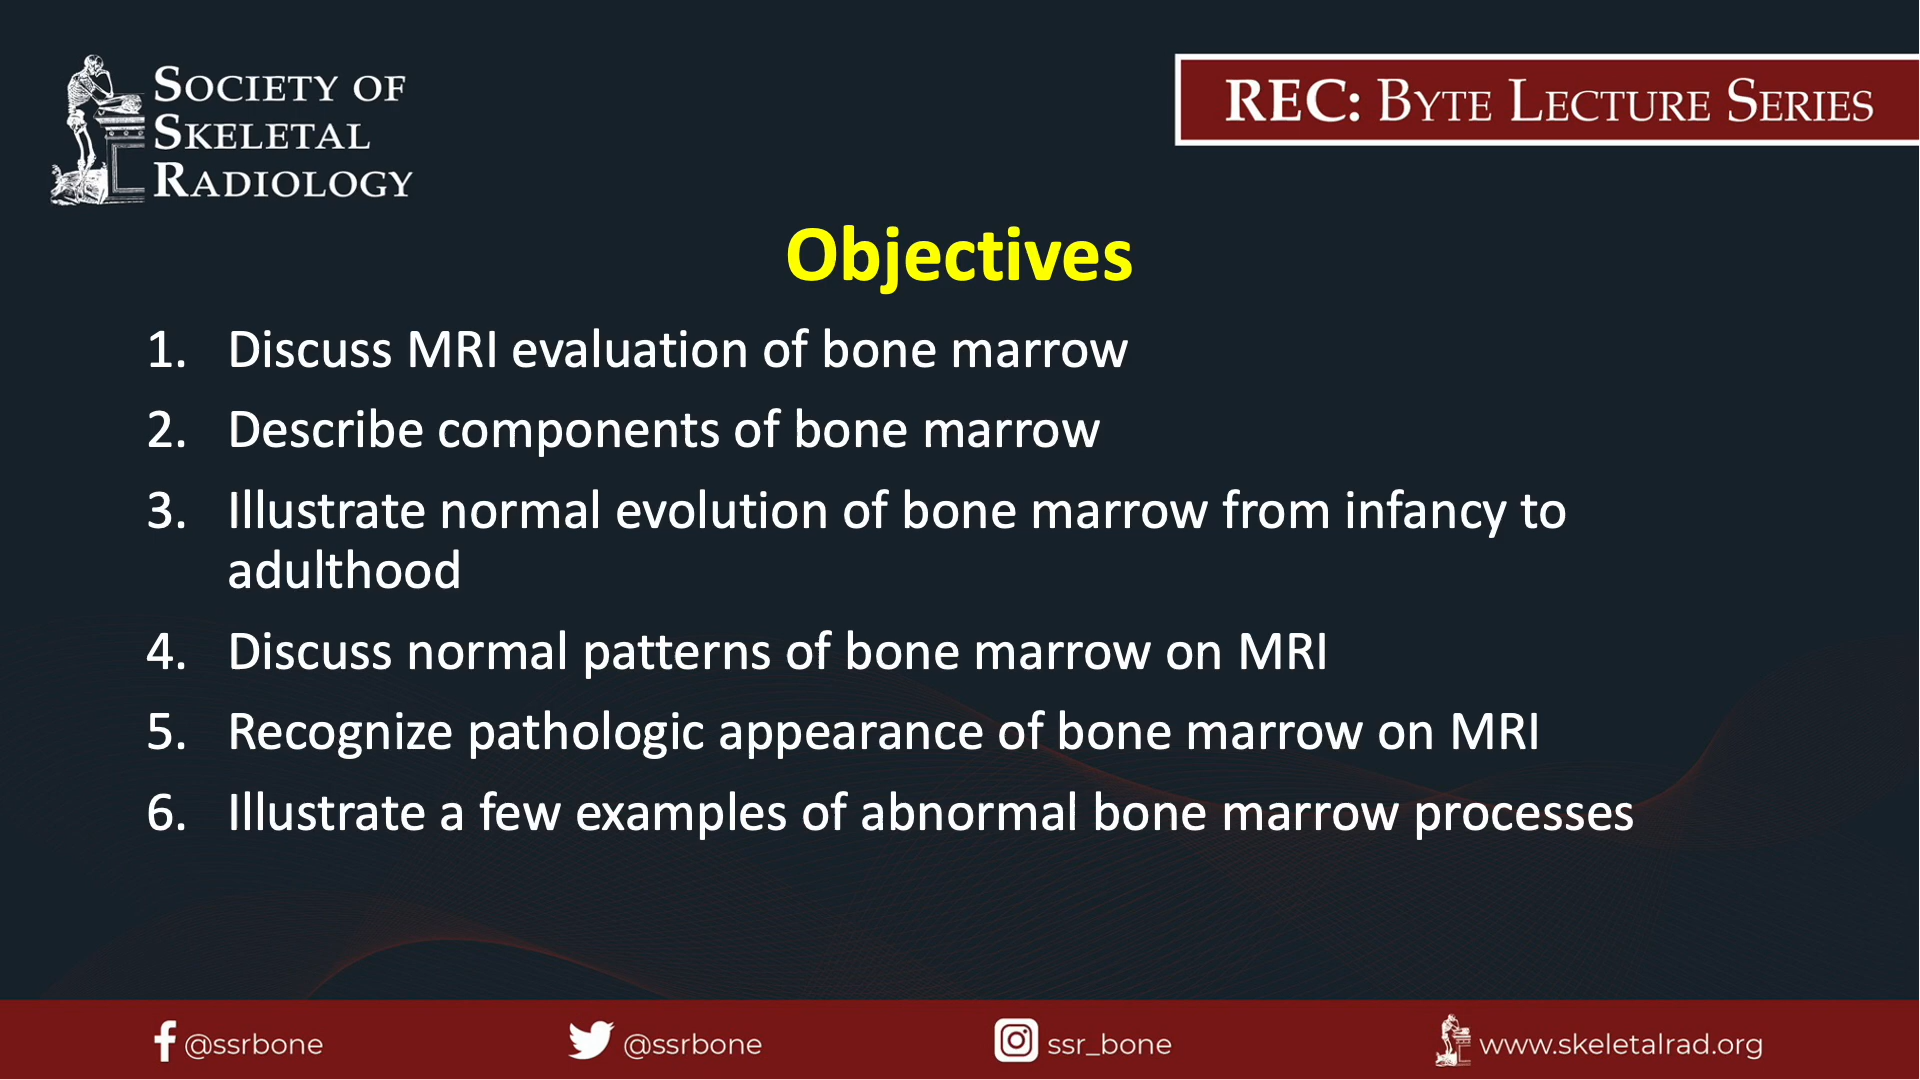 SOCIETY OF
SKELETAL
RADIOLOGY
REC: BYTE LECTURE SERIES
Objectives
1. Discuss MRI evaluation of bone marrow
2. Describe components of bone marrow
3. Illustrate normal evolution of bone marrow from infancy to
adulthood
4. Discuss normal patterns of bone marrow on MRI
5. Recognize pathologic appearance of bone marrow on MRI
6. Illustrate a few examples of abnormal bone marrow processes
@ssrbone
@ssrbone
ssr_bone
www.skeletalrad.org